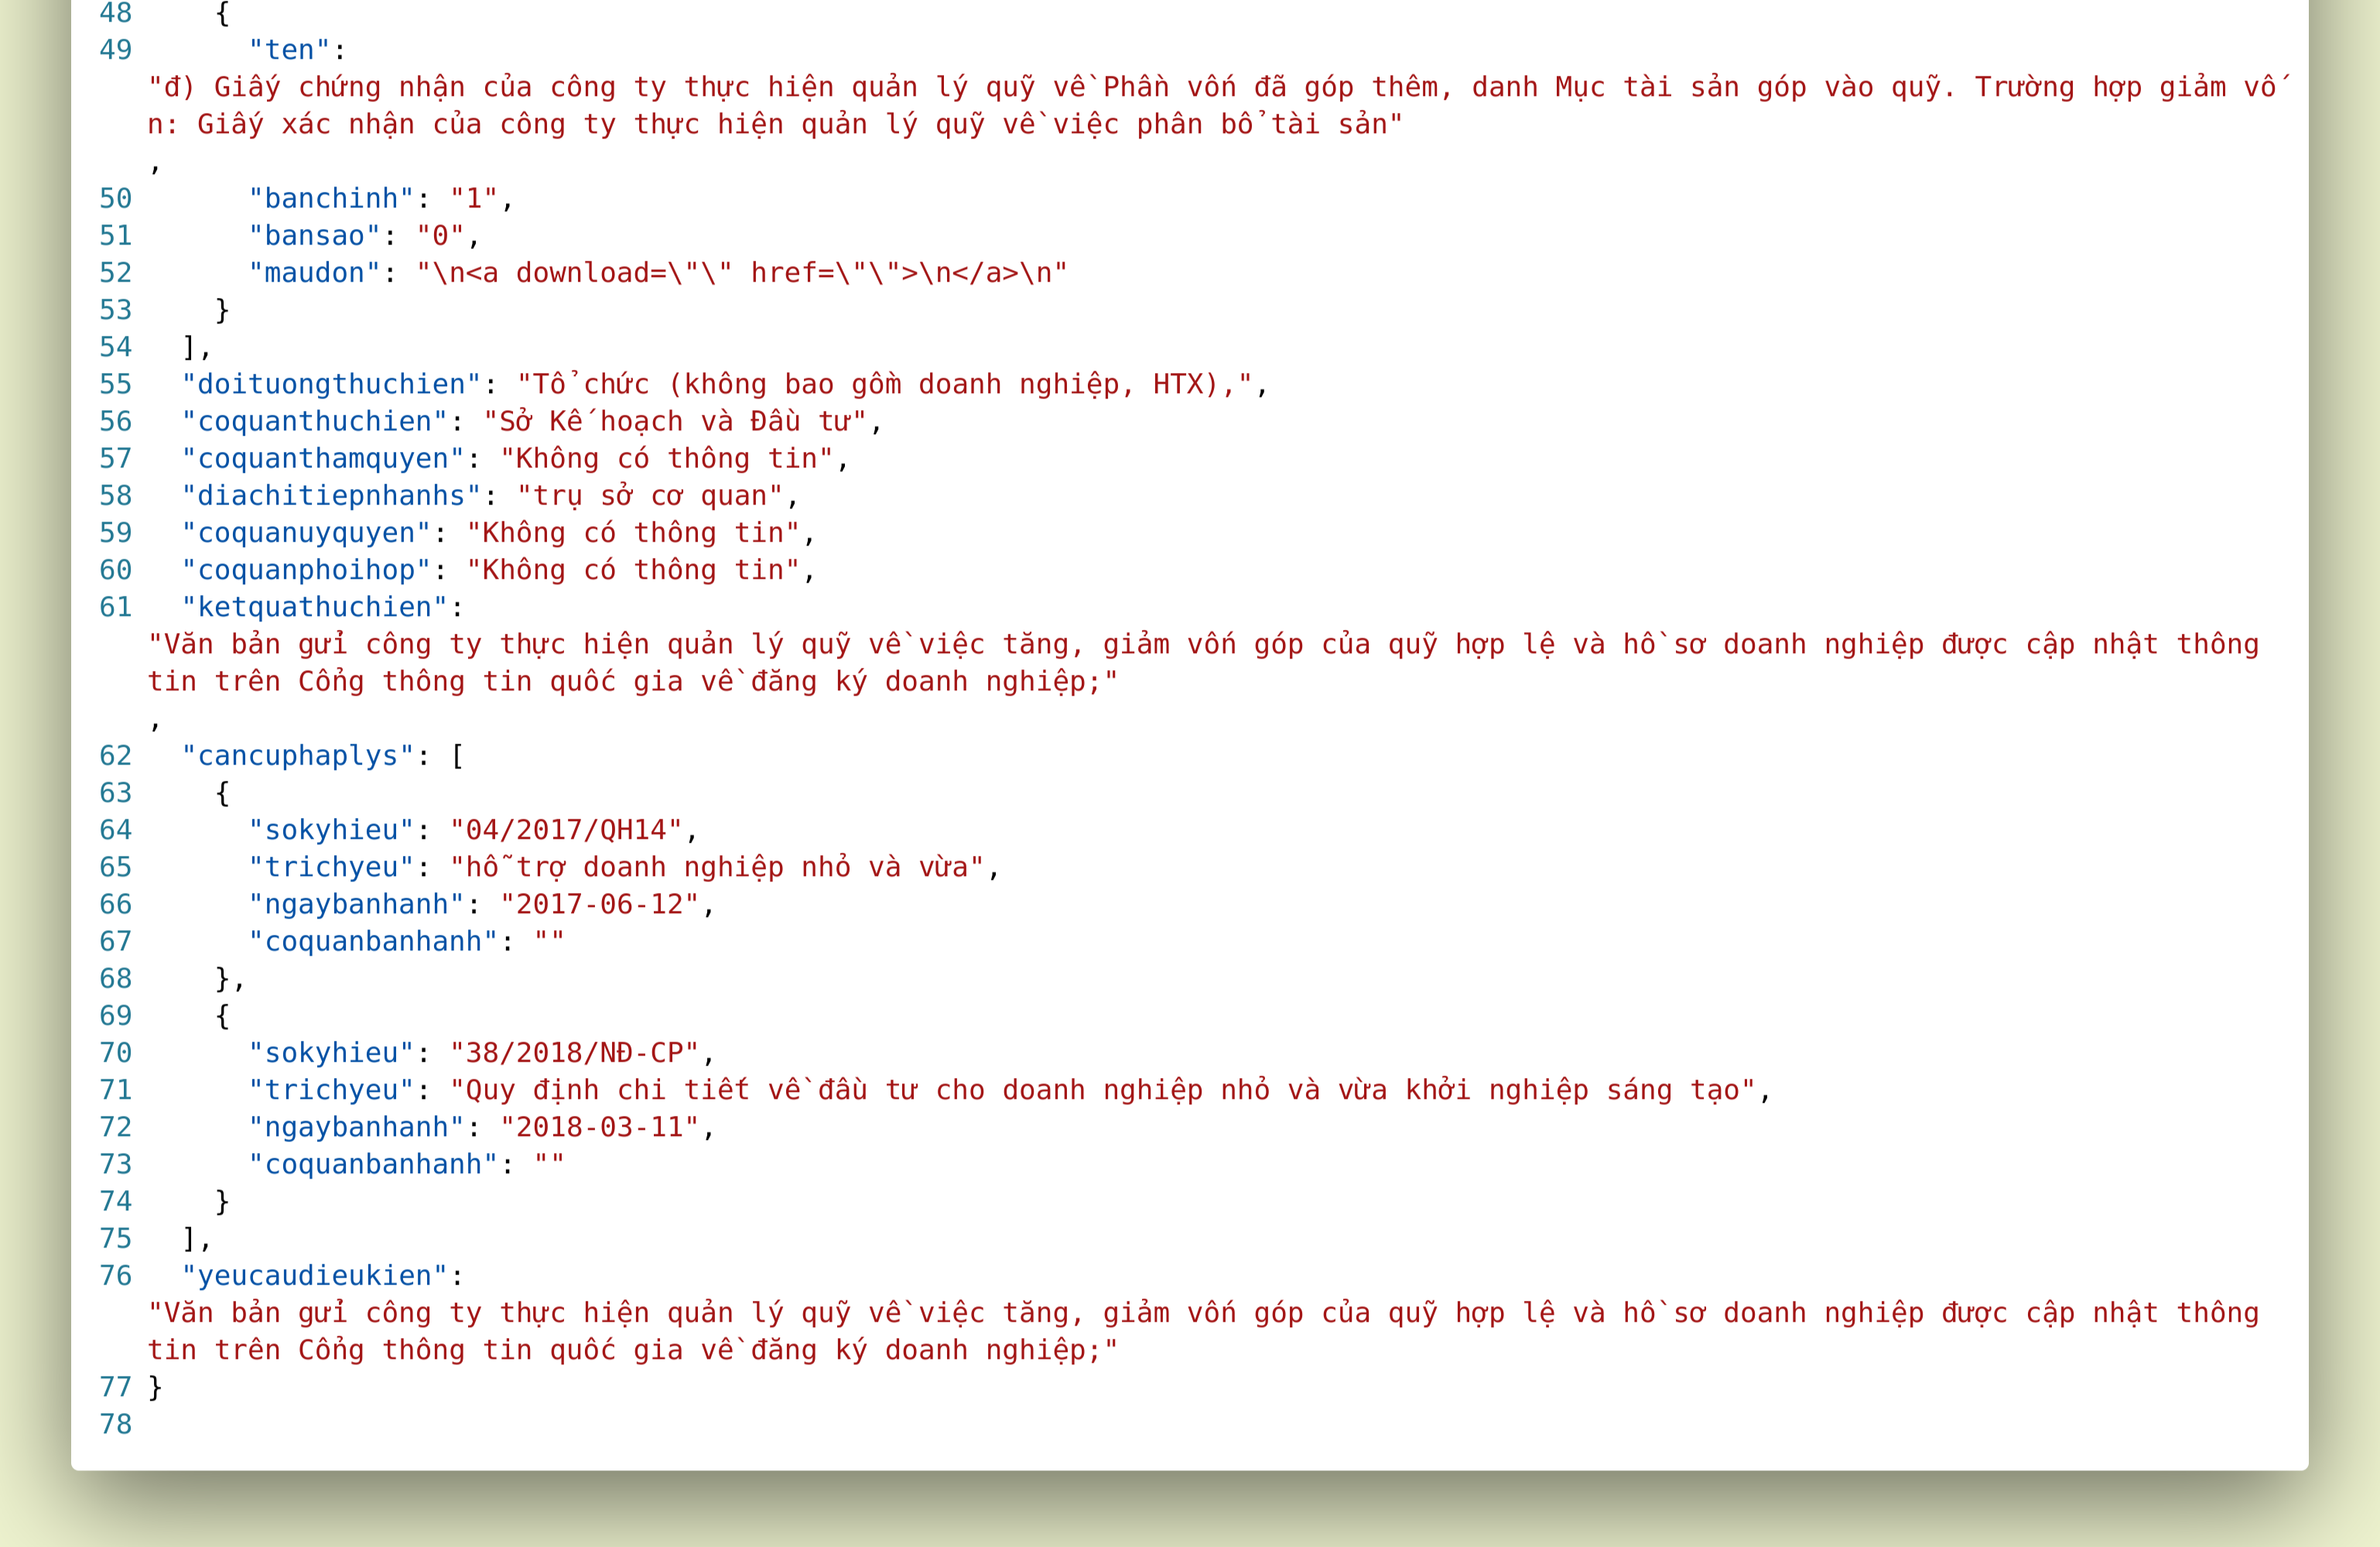 48     {
49       "ten":
"đ) Giấy chứng nhận của công ty thực hiện quản lý quỹ về Phần vốn đã góp thêm, danh Mục tài sản góp vào quỹ. Trường hợp giảm vố
n: Giấy xác nhận của công ty thực hiện quản lý quỹ về việc phân bổ tài sản"
,
50       "banchinh": "1",
51       "bansao": "0",
52       "maudon": "\n<a download=\"\" href=\"\">\n</a>\n"
53     }
54   ],
55   "doituongthuchien": "Tổ chức (không bao gồm doanh nghiệp, HTX),",
56   "coquanthuchien": "Sở Kế hoạch và Đầu tư",
57   "coquanthamquyen": "Không có thông tin",
58   "diachitiepnhanhs": "trụ sở cơ quan",
59   "coquanuyquyen": "Không có thông tin",
60   "coquanphoihop": "Không có thông tin",
61   "ketquathuchien":
"Văn bản gửi công ty thực hiện quản lý quỹ về việc tăng, giảm vốn góp của quỹ hợp lệ và hồ sơ doanh nghiệp được cập nhật thông
tin trên Cổng thông tin quốc gia về đăng ký doanh nghiệp;"
,
62   "cancuphaplys": [
63     {
64       "sokyhieu": "04/2017/QH14",
65       "trichyeu": "hỗ trợ doanh nghiệp nhỏ và vừa",
66       "ngaybanhanh": "2017-06-12",
67       "coquanbanhanh": ""
68     },
69     {
70       "sokyhieu": "38/2018/NĐ-CP",
71       "trichyeu": "Quy định chi tiết về đầu tư cho doanh nghiệp nhỏ và vừa khởi nghiệp sáng tạo",
72       "ngaybanhanh": "2018-03-11",
73       "coquanbanhanh": ""
74     }
75   ],
76   "yeucaudieukien":
"Văn bản gửi công ty thực hiện quản lý quỹ về việc tăng, giảm vốn góp của quỹ hợp lệ và hồ sơ doanh nghiệp được cập nhật thông
tin trên Cổng thông tin quốc gia về đăng ký doanh nghiệp;"
77 }
78